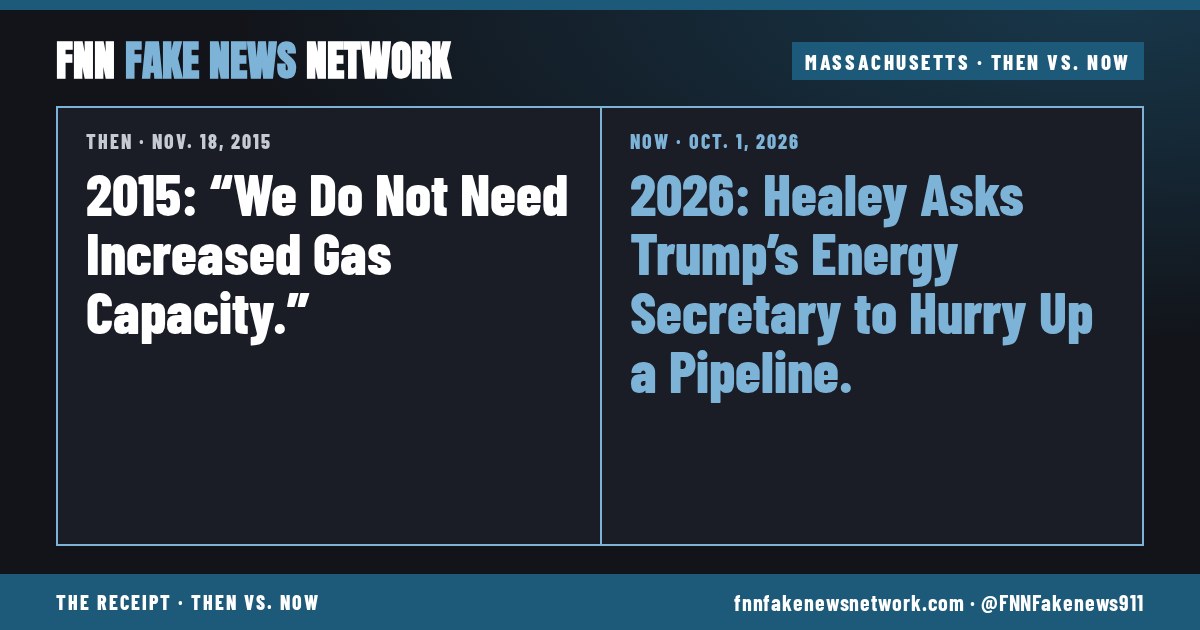 FNN FAKE NEWS NETWORK
MASSACHUSETTS · THEN VS. NOW
THEN · NOV. 18, 2015
2015: “We Do Not Need
Increased Gas
Capacity.”
NOW · OCT. 1, 2026
2026: Healey Asks
Trump’s Energy
Secretary to Hurry Up
a Pipeline.
THE RECEIPT · THEN VS. NOW
fnnfakenewsnetwork.com · @FNNFakenews911